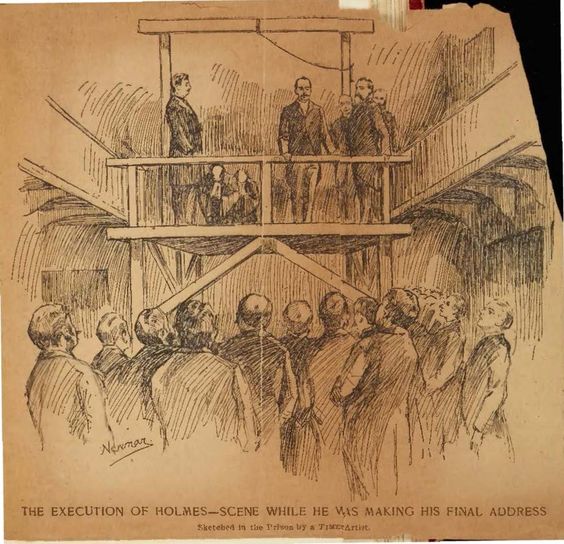 Newman.
THE EXECUTION OF HOLMES—SCENE WHILE HE WAS MAKING HIS FINAL ADDRESS
Sketched in the Prison by a TIMES Artist.